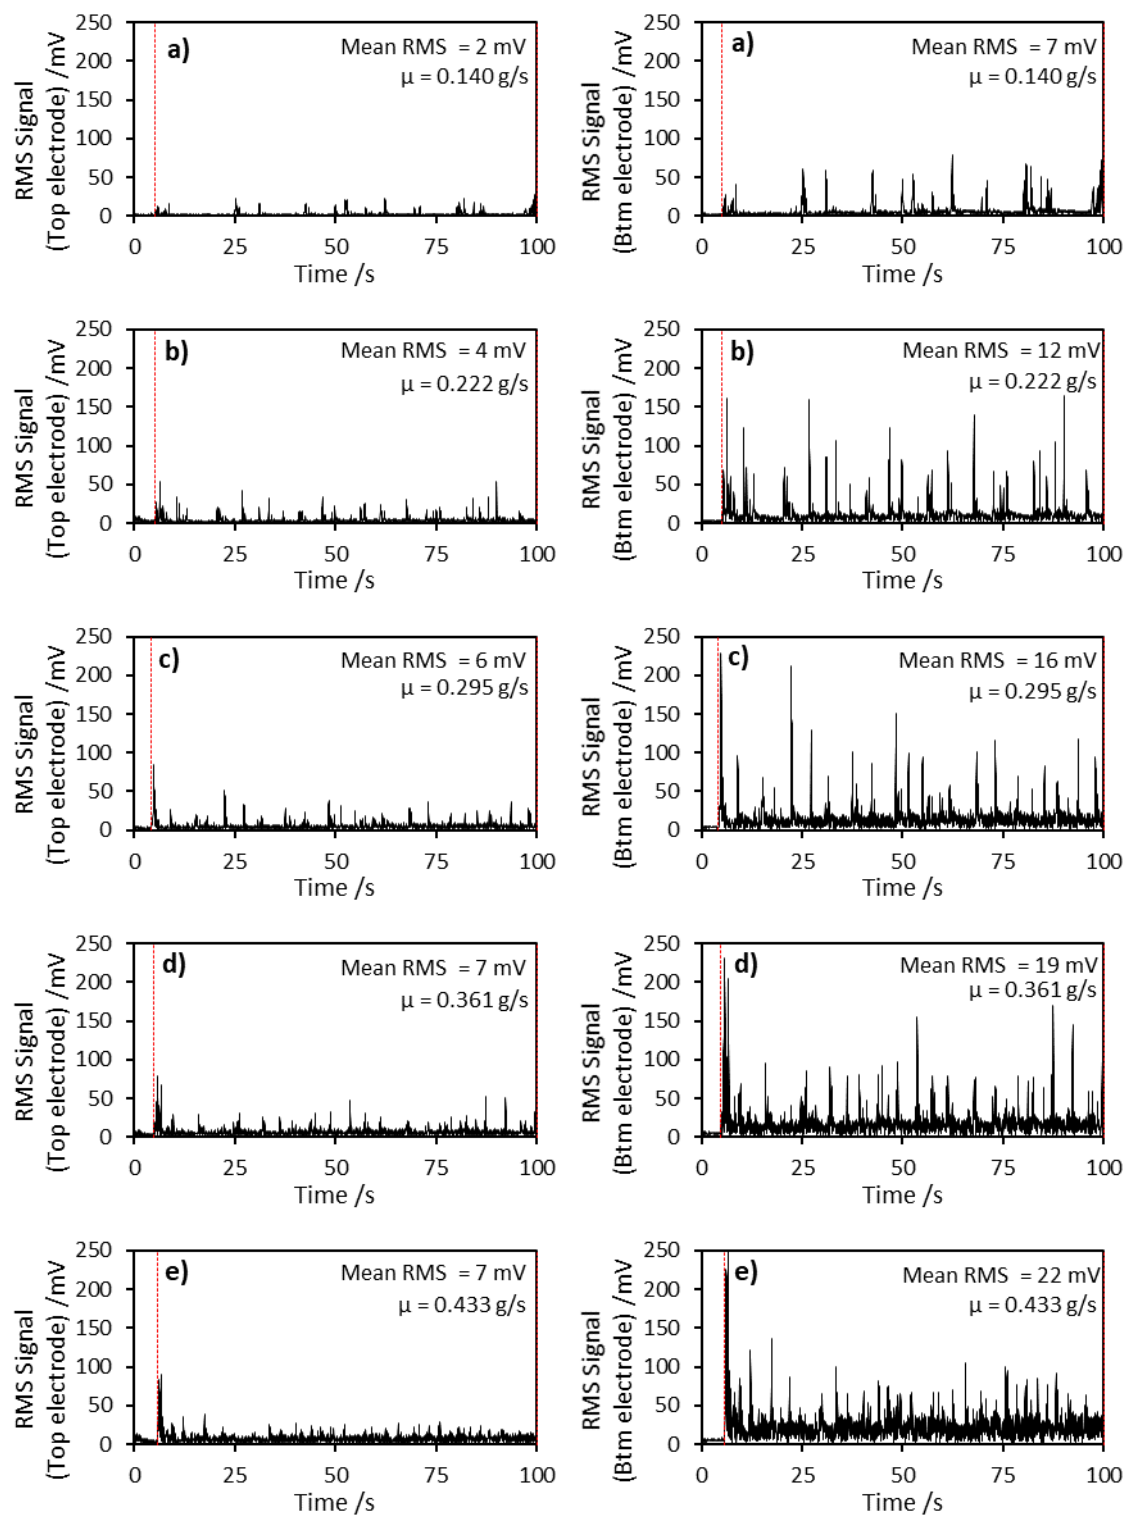 RMS Signal
(Top electrode) /mV
250
200
150
100
50
0
a)
Mean RMS = 2 mV
μ = 0.140 g/s
0 25 50 75 100
Time /s
RMS Signal
(Btm electrode) /mV
250
200
150
100
50
0
a)
Mean RMS = 7 mV
μ = 0.140 g/s
0 25 50 75 100
Time /s
RMS Signal
(Top electrode) /mV
250
200
150
100
50
0
b)
Mean RMS = 4 mV
μ = 0.222 g/s
0 25 50 75 100
Time /s
RMS Signal
(Btm electrode) /mV
250
200
150
100
50
0
b)
Mean RMS = 12 mV
μ = 0.222 g/s
0 25 50 75 100
Time /s
RMS Signal
(Top electrode) /mV
250
200
150
100
50
0
c)
Mean RMS = 6 mV
μ = 0.295 g/s
0 25 50 75 100
Time /s
RMS Signal
(Btm electrode) /mV
250
200
150
100
50
0
c)
Mean RMS = 16 mV
μ = 0.295 g/s
0 25 50 75 100
Time /s
RMS Signal
(Top electrode) /mV
250
200
150
100
50
0
d)
Mean RMS = 7 mV
μ = 0.361 g/s
0 25 50 75 100
Time /s
RMS Signal
(Btm electrode) /mV
250
200
150
100
50
0
d)
Mean RMS = 19 mV
μ = 0.361 g/s
0 25 50 75 100
Time /s
RMS Signal
(Top electrode) /mV
250
200
150
100
50
0
e)
Mean RMS = 7 mV
μ = 0.433 g/s
0 25 50 75 100
Time /s
RMS Signal
(Btm electrode) /mV
250
200
150
100
50
0
e)
Mean RMS = 22 mV
μ = 0.433 g/s
0 25 50 75 100
Time /s